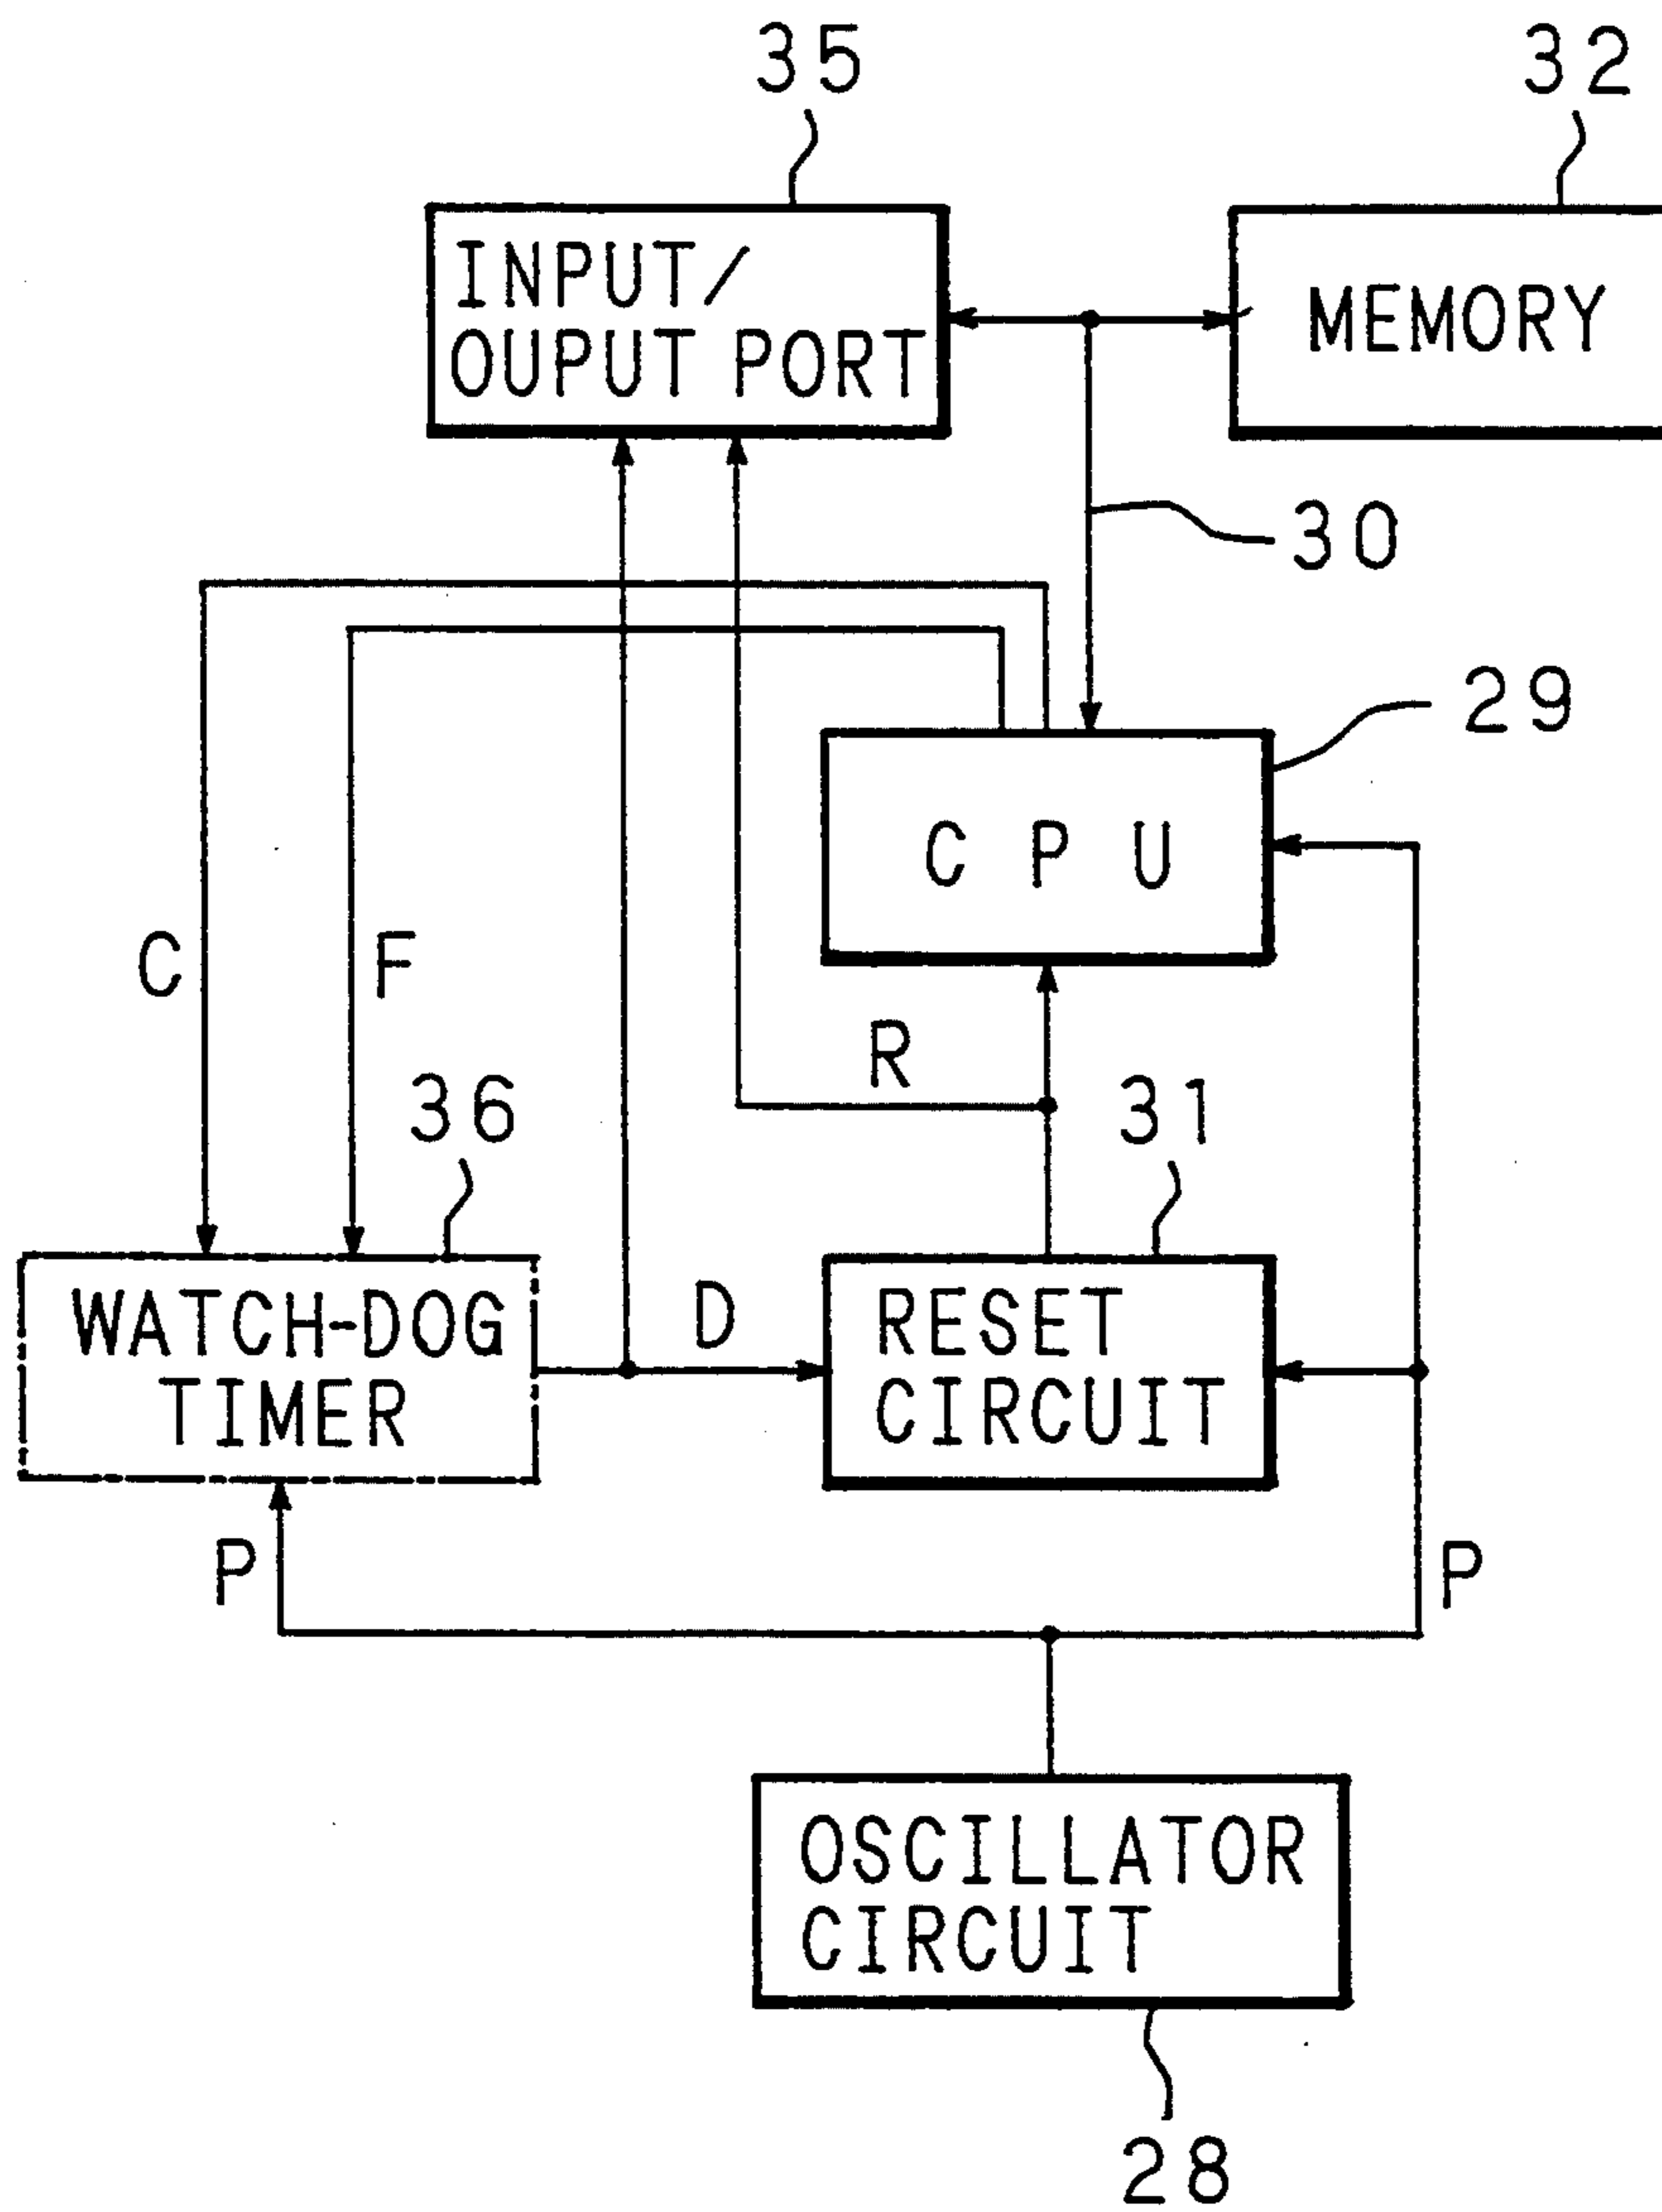 35
32
INPUT/
OUPUT PORT
MEMORY
30
29
C P U
C
F
R
36
31
WATCH-DOG
TIMER
D
RESET
CIRCUIT
P
P
OSCILLATOR
CIRCUIT
28